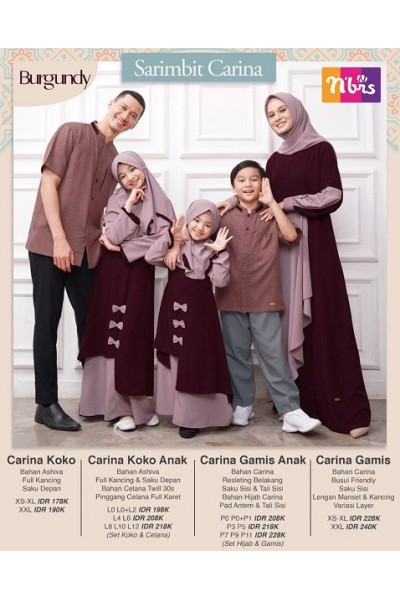 Burgundy
Sarimbit Carina
n'brs
Carina Koko
Bahan Ashiva
Full Kancing
Saku Depan
XS-XL IDR 178K
XXL IDR 190K
Carina Koko Anak
Bahan Ashiva
Full Kancing & Saku Depan
Bahan Celana Twill 30s
Pinggang Celana Full Karet
L0 L0+L2 IDR 198K
L4 L6 IDR 208K
L8 L10 L12 IDR 218K
(Set Koko & Celana)
Carina Gamis Anak
Bahan Carina
Resleting Belakang
Saku Sisi & Tali Sisi
Bahan Hijab Carina
Pad Antem & Tali Sisi
P0 P0+P1 IDR 208K
P3 P5 IDR 218K
P7 P9 P11 IDR 228K
(Set Hijab & Gamis)
Carina Gamis
Bahan Carina
Busui Friendly
Saku Sisi
Lengan Manset & Kancing
Variasi Layer
XS-XL IDR 228K
XXL IDR 240K